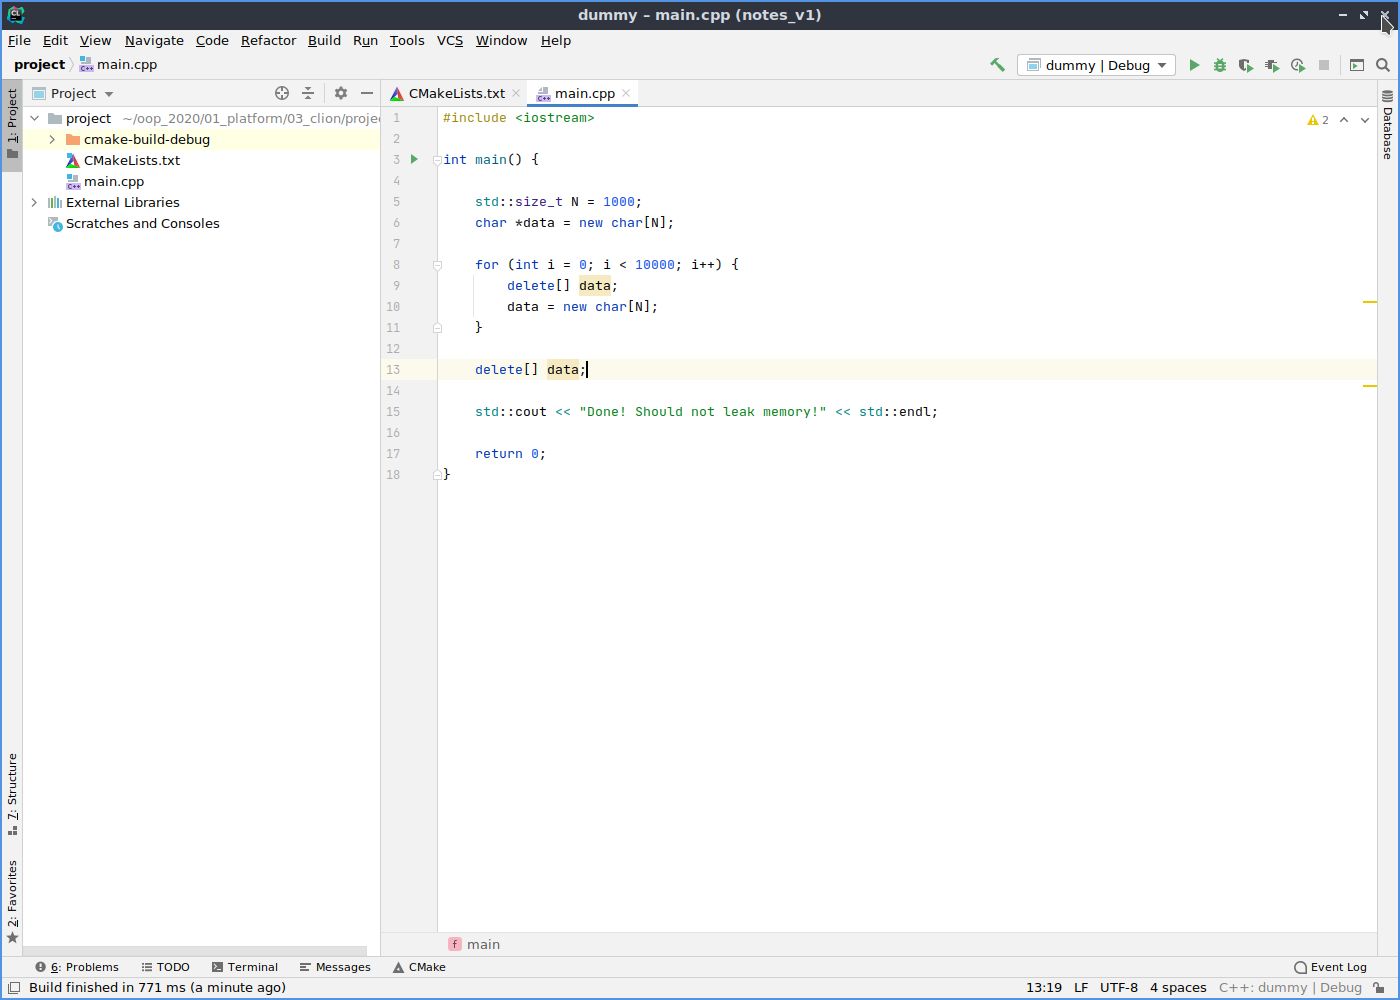 dummy – main.cpp (notes_v1)
File Edit View Navigate Code Refactor Build Run Tools VCS Window Help
project main.cpp dummy | Debug
1: Project
Project
project ~/oop_2020/01_platform/03_clion/projec
cmake-build-debug
CMakeLists.txt
main.cpp
External Libraries
Scratches and Consoles
7: Structure
2: Favorites
CMakeLists.txt main.cpp
2
1 #include <iostream>
2
3 int main() {
4
5 std::size_t N = 1000;
6 char *data = new char[N];
7
8 for (int i = 0; i < 10000; i++) {
9 delete[] data;
10 data = new char[N];
11 }
12
13 delete[] data;
14
15 std::cout << "Done! Should not leak memory!" << std::endl;
16
17 return 0;
18 }
Database
f main
6: Problems TODO Terminal Messages CMake Event Log
Build finished in 771 ms (a minute ago) 13:19 LF UTF-8 4 spaces C++: dummy | Debug